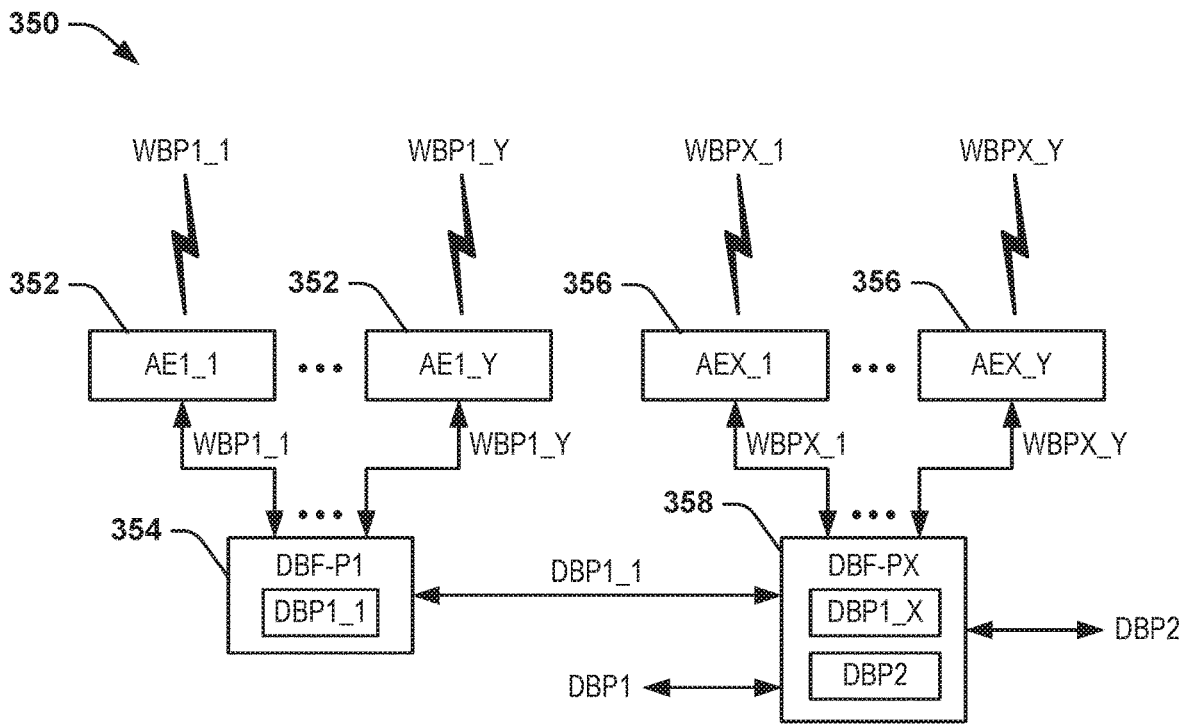 350
WBP1_1 WBP1_Y WBPX_1 WBPX_Y
352 352 356 356
AE1_1 ••• AE1_Y AEX_1 ••• AEX_Y
WBP1_1 WBP1_Y WBPX_1 WBPX_Y
354 ••• 358 •••
DBF-P1 DBP1_1 DBF-PX
DBP1_1 DBP1_X
DBP2
DBP1 DBP2